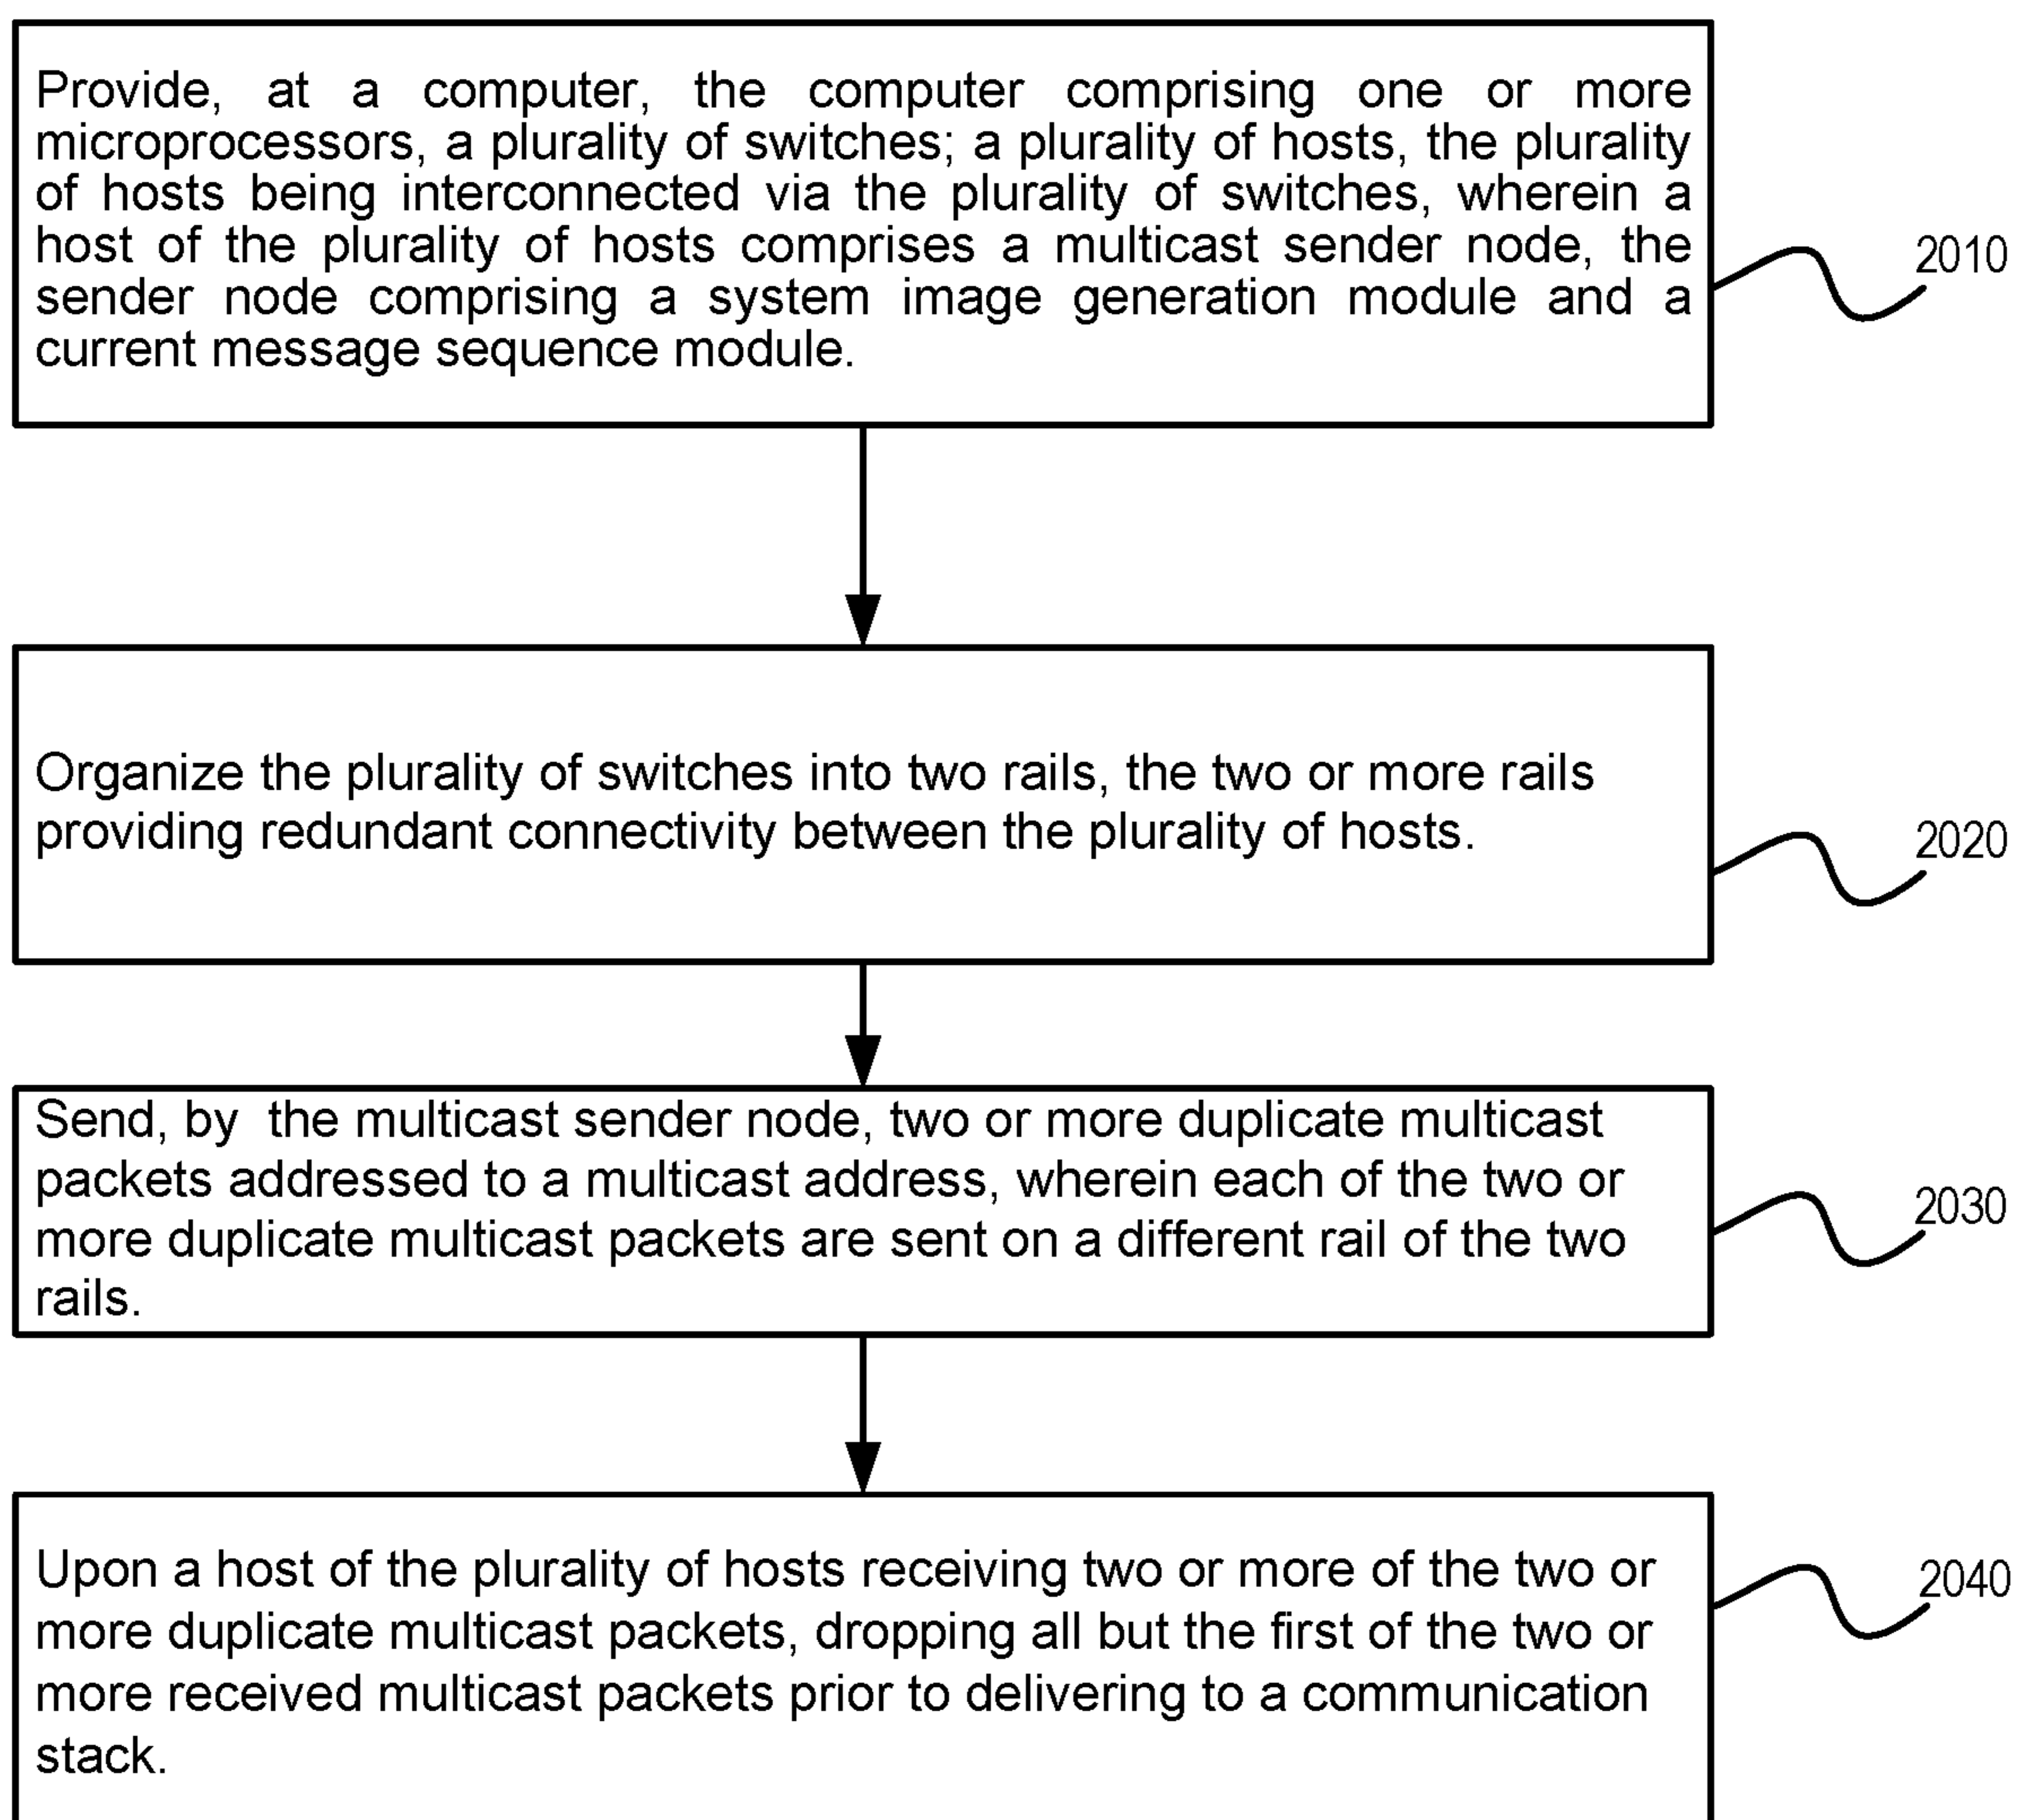 Provide, at a computer, the computer comprising one or more
microprocessors, a plurality of switches; a plurality of hosts, the plurality
of hosts being interconnected via the plurality of switches, wherein a
host of the plurality of hosts comprises a multicast sender node, the
sender node comprising a system image generation module and a
current message sequence module.
2010
Organize the plurality of switches into two rails, the two or more rails
providing redundant connectivity between the plurality of hosts.
2020
Send, by the multicast sender node, two or more duplicate multicast
packets addressed to a multicast address, wherein each of the two or
more duplicate multicast packets are sent on a different rail of the two
rails.
2030
Upon a host of the plurality of hosts receiving two or more of the two or
more duplicate multicast packets, dropping all but the first of the two or
more received multicast packets prior to delivering to a communication
stack.
2040